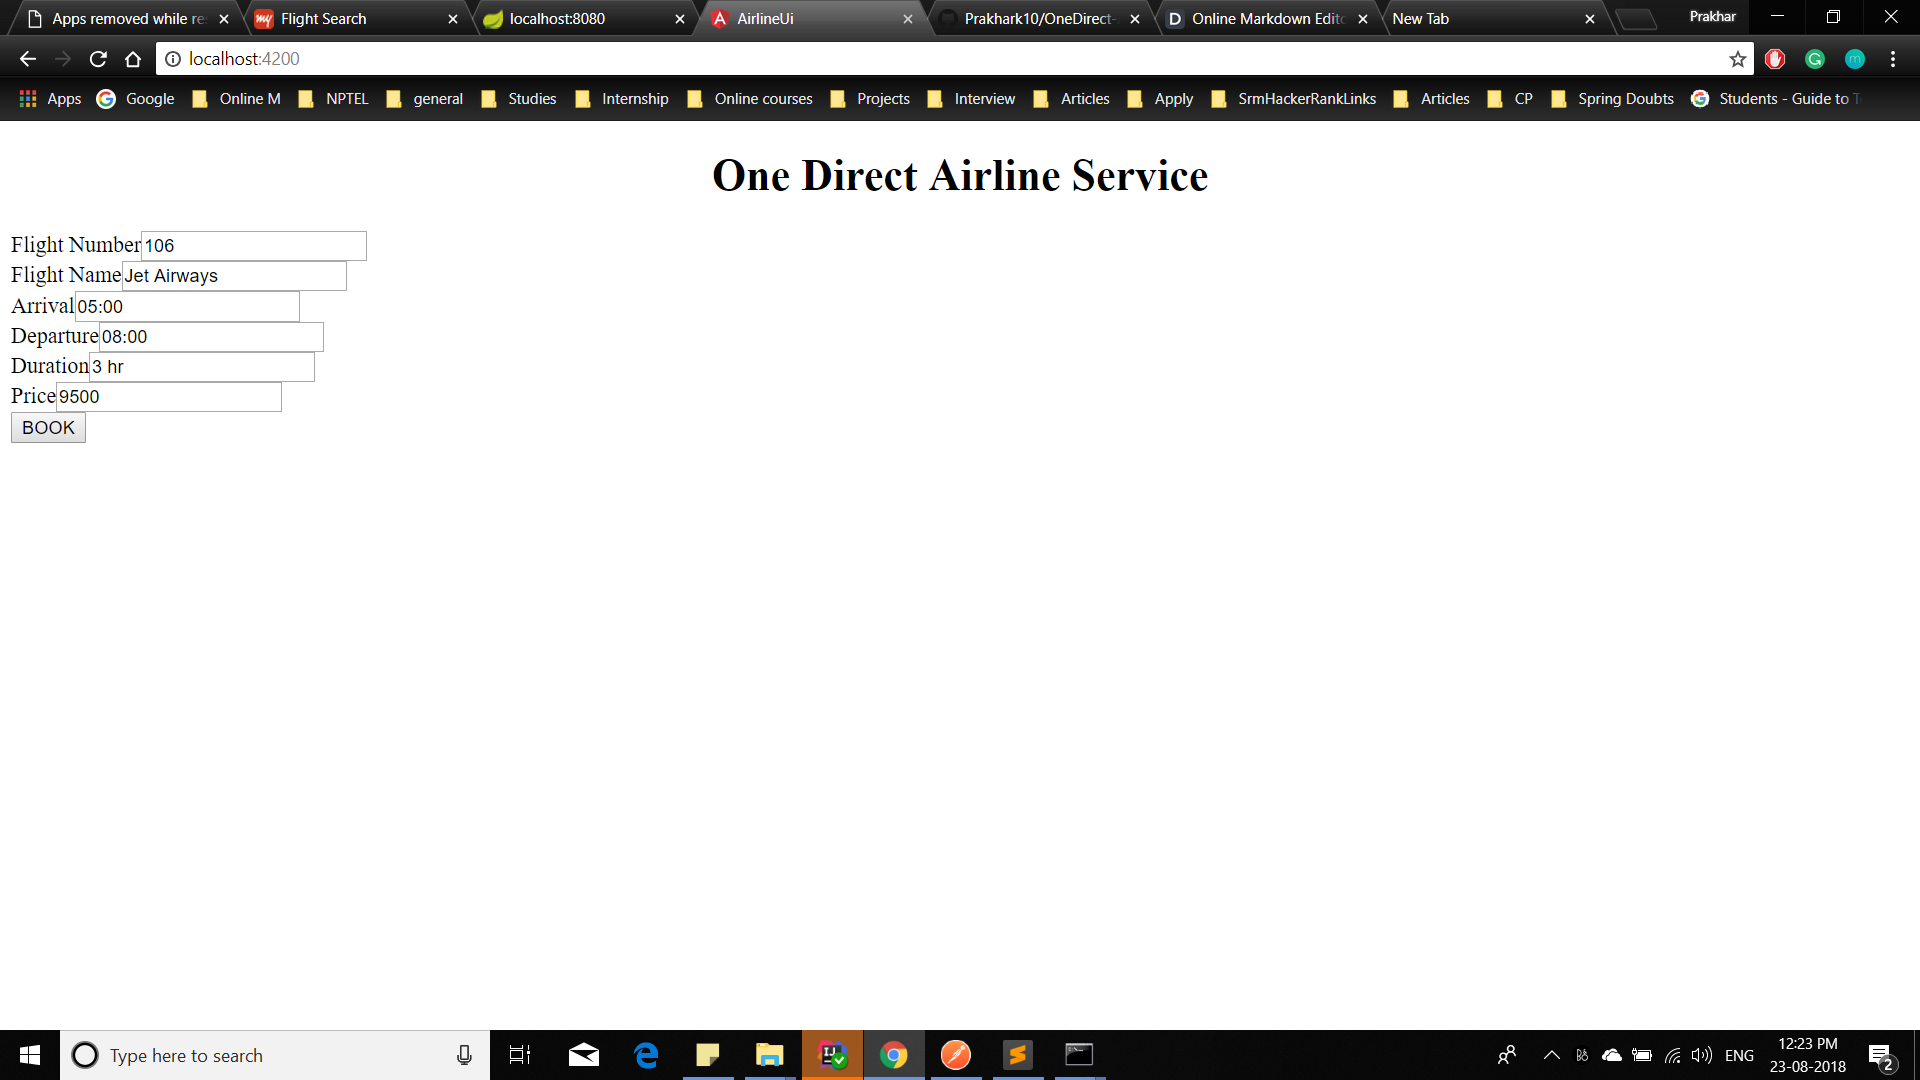 Apps removed while re
Flight Search
localhost:8080
AirlineUi
Prakhark10/OneDirect-
Online Markdown Edito
New Tab
Prakhar
localhost:4200
Apps
Google
Online M
NPTEL
general
Studies
Internship
Online courses
Projects
Interview
Articles
Apply
SrmHackerRankLinks
Articles
CP
Spring Doubts
Students - Guide to T
One Direct Airline Service
Flight Number 106
Flight Name Jet Airways
Arrival 05:00
Departure 08:00
Duration 3 hr
Price 9500
BOOK
Type here to search
ENG
12:23 PM
23-08-2018
2